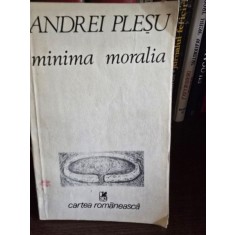 ANDREI PLEȘU
minima moralia
cartea românească